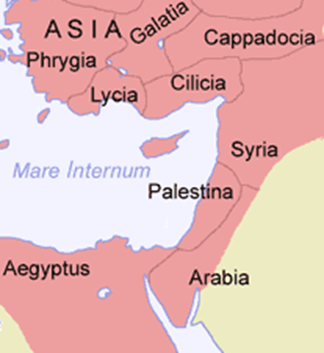 Galatia
ASIA
Cappadocia
Phrygia
Cilicia
Lycia
Syria
Mare Internum
Palestina
Aegyptus
Arabia